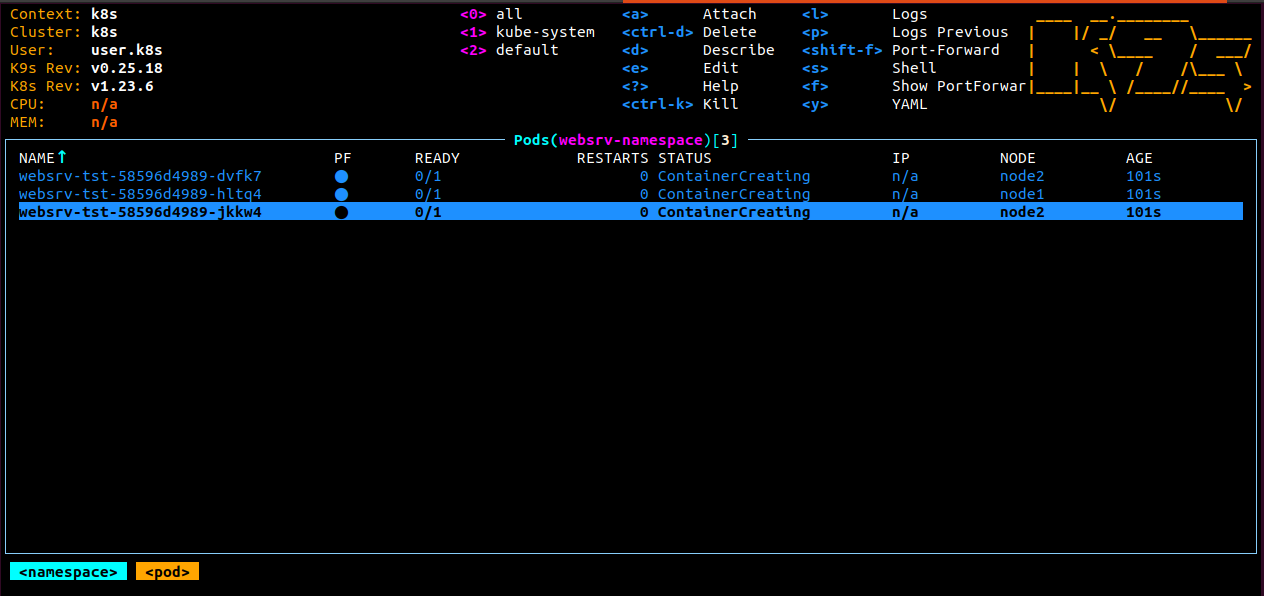 Context: k8s <0> all <a> Attach <l> Logs
Cluster: k8s <1> kube-system <ctrl-d> Delete <p> Logs Previous
User: user.k8s <2> default <d> Describe <shift-f> Port-Forward
K9s Rev: v0.25.18 <e> Edit <s> Shell
K8s Rev: v1.23.6 <?> Help <f> Show PortForwar
CPU: n/a <ctrl-k> Kill <y> YAML
MEM: n/a
Pods(websrv-namespace)[3]
NAME↑ PF READY RESTARTS STATUS IP NODE AGE
websrv-tst-58596d4989-dvfk7 ● 0/1 0 ContainerCreating n/a node2 101s
websrv-tst-58596d4989-hltq4 ● 0/1 0 ContainerCreating n/a node1 101s
websrv-tst-58596d4989-jkkw4 ● 0/1 0 ContainerCreating n/a node2 101s
<namespace> <pod>